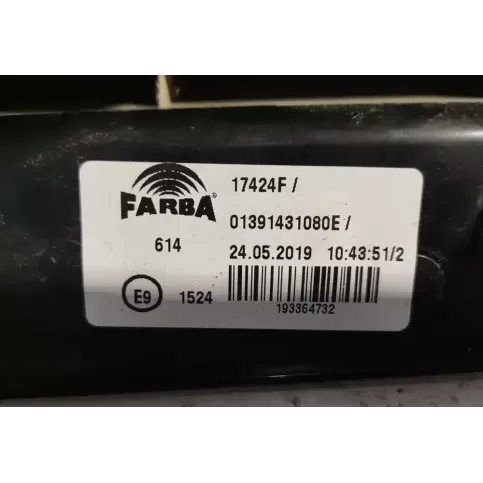 17424F /
FARBA®
01391431080E /
614
24.05.2019 10:43:51/2
E9
1524
193364732